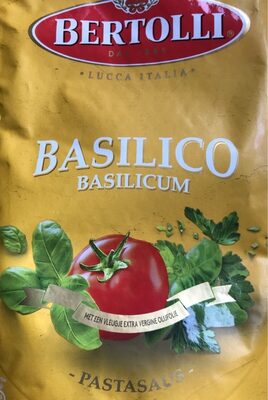 BERTOLLI®
LUCCA ITALIA
BASILICO
BASILICUM
MET EEN VLEUGJE EXTRA VERGINE OLIJFOLIE
- PASTASAUS -